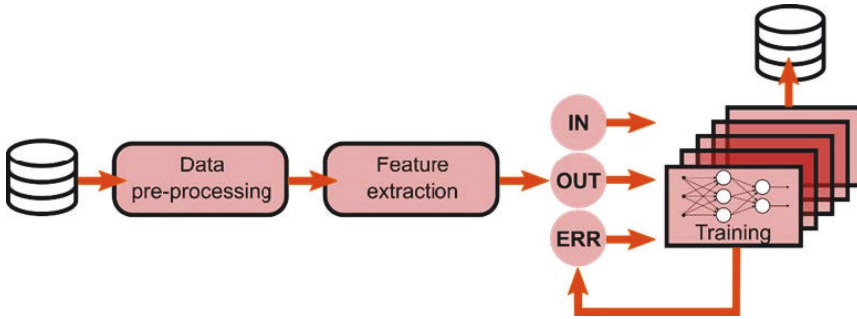 Data
pre-processing
Feature
extraction
IN
OUT
ERR
Training